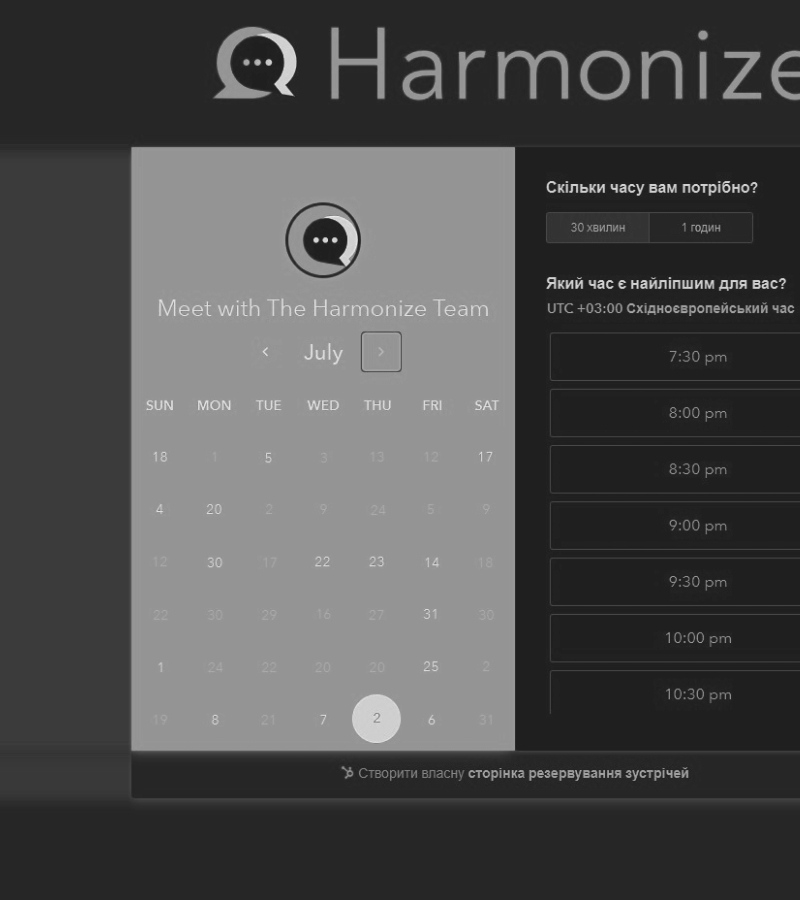 Harmonize
Meet with The Harmonize Team
July
SUN MON TUE WED THU FRI SAT
18 1 5 3 13 12 17
4 20 2 9 24 5 9
12 30 17 22 23 14 18
22 30 29 16 27 31 30
1 24 22 20 20 25 2
19 8 21 7 2 6 31
Скільки часу вам потрібно?
30 хвилин 1 годин
Який час є найліпшим для вас?
UTC +03:00 Східноєвропейський час
7:30 pm
8:00 pm
8:30 pm
9:00 pm
9:30 pm
10:00 pm
10:30 pm
Створити власну сторінка резервування зустрічей